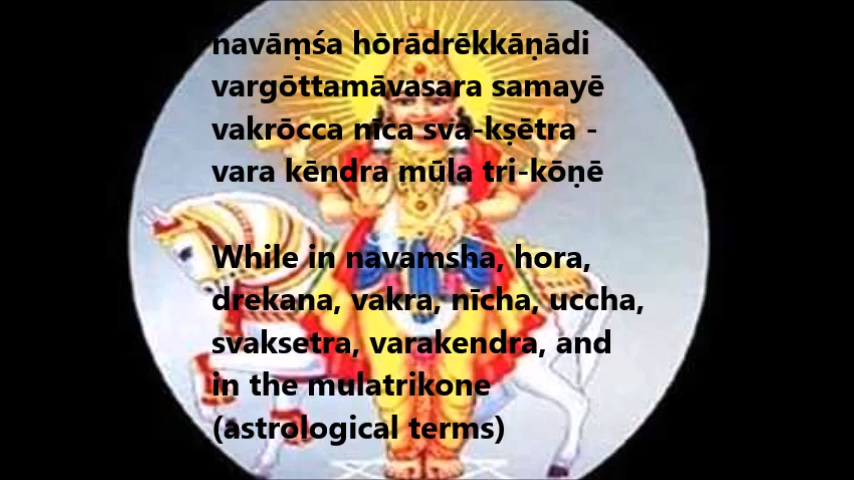 navāṃśa hōrādrēkkāṇādi
vargōttamāvasara samayē
vakrōcca nīca sva-kṣētra -
vara kēndra mūla tri-kōṇē
While in navamsha, hora,
drekana, vakra, nīcha, uccha,
svaksetra, varakendra, and
in the mulatrikone
(astrological terms)